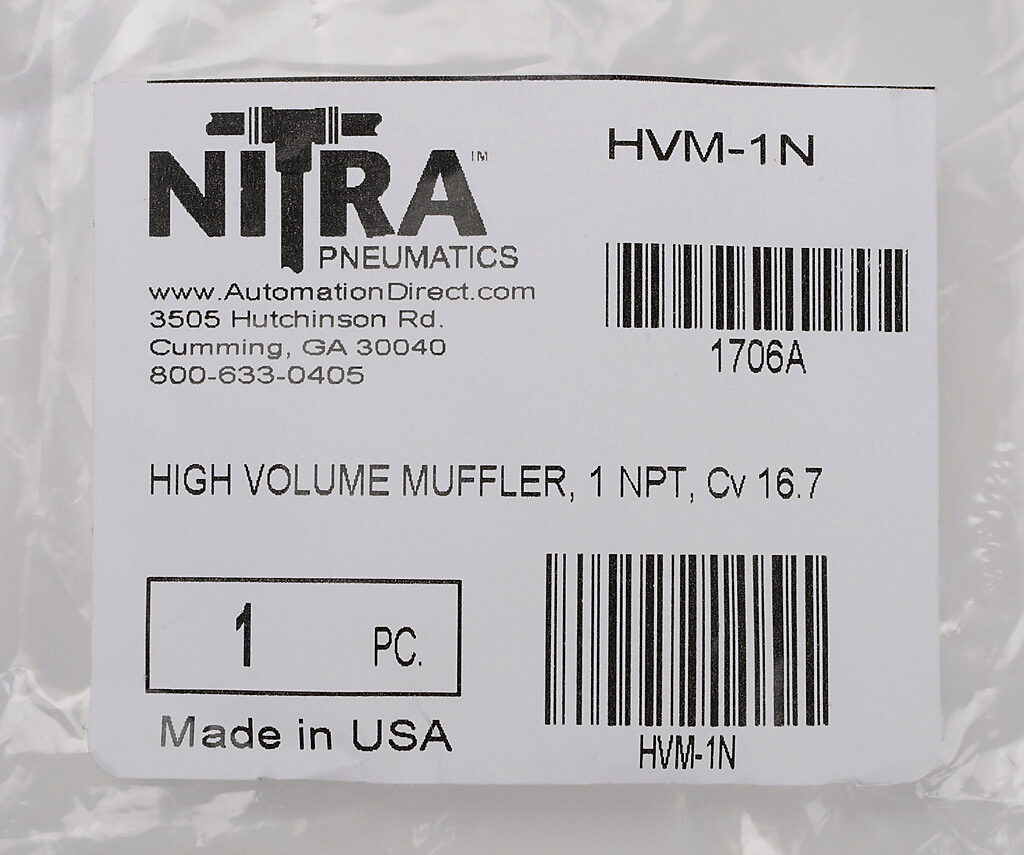 NITRA™
PNEUMATICS
www.AutomationDirect.com
3505 Hutchinson Rd.
Cumming, GA 30040
800-633-0405
HVM-1N
1706A
HIGH VOLUME MUFFLER, 1 NPT, Cv 16.7
1 PC.
Made in USA
HVM-1N